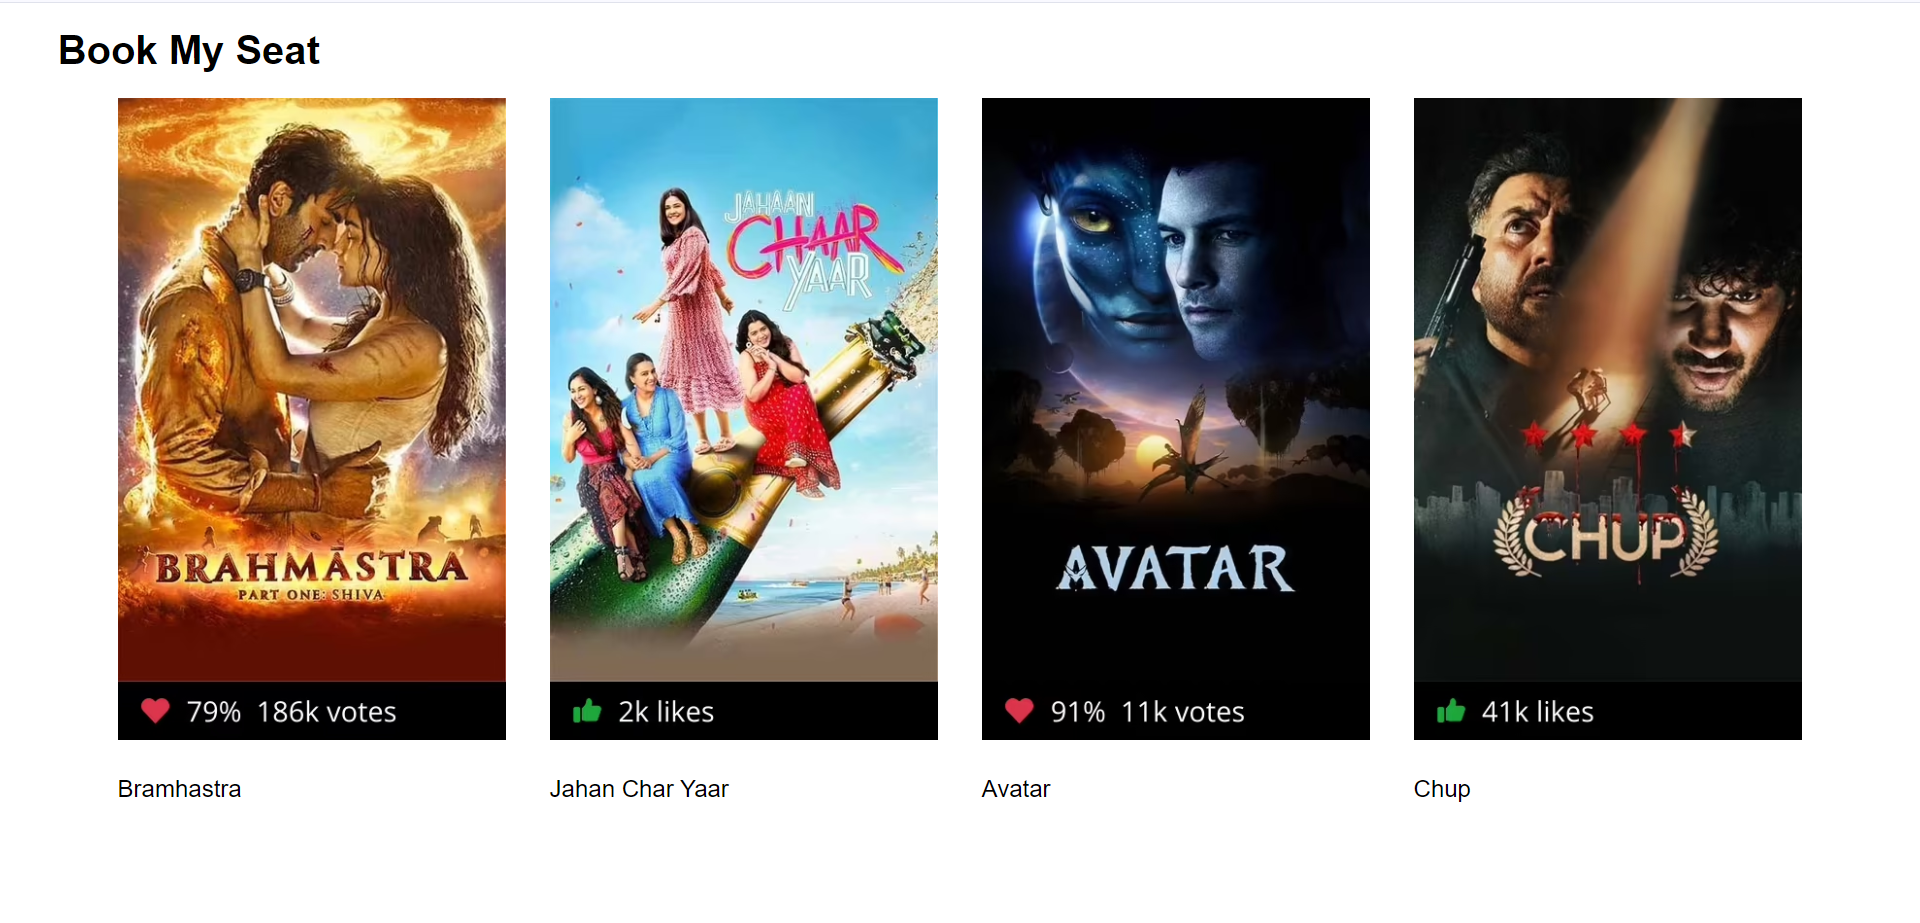 Book My Seat
BRAHMĀSTRA
PART ONE: SHIVA
79% 186k votes
Bramhastra
JAHAAN
CHAAR
YAAR
2k likes
Jahan Char Yaar
AVATAR
91% 11k votes
Avatar
CHUP
41k likes
Chup